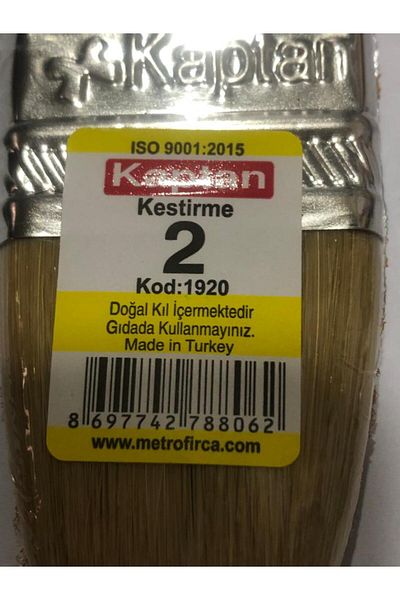 Kaplan
ISO 9001:2015
Kaplan
Kestirme
2
Kod:1920
Doğal Kıl İçermektedir
Gıdada Kullanmayınız.
Made in Turkey
8 697742 788062
www.metrofirca.com